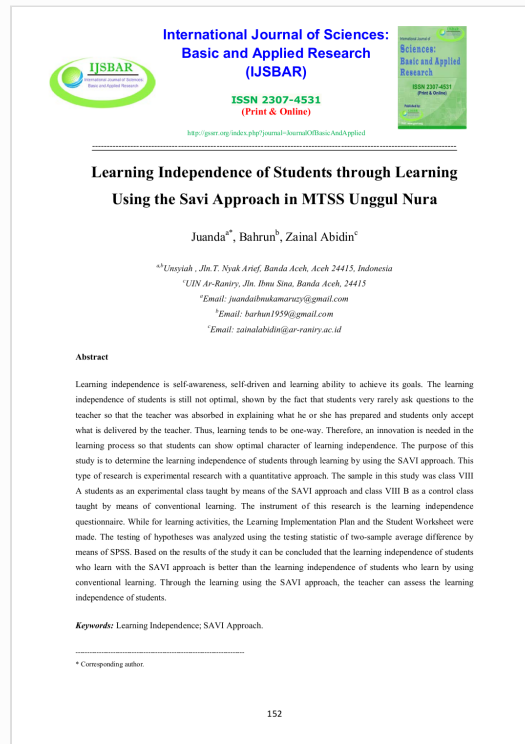 International Journal of Sciences:
Basic and Applied Research
(IJSBAR)
ISSN 2307-4531
(Print & Online)
http://gssrr.org/index.php?journal=JournalOfBasicAndApplied
IJSBAR
International Journal of Sciences:
Basic and Applied Research
International Journal of
Sciences:
Basic and Applied
Research
ISSN 2307-4531
(Print & Online)
Published by
Learning Independence of Students through Learning
Using the Savi Approach in MTSS Unggul Nura
Juanda a*, Bahrun b, Zainal Abidin c
a,b Unsyiah , Jln.T. Nyak Arief, Banda Aceh, Aceh 24415, Indonesia
c UIN Ar-Raniry, Jln. Ibnu Sina, Banda Aceh, 24415
a Email: juandaibnukamaruzy@gmail.com
b Email: barhun1959@gmail.com
c Email: zainalabidin@ar-raniry.ac.id
Abstract
Learning independence is self-awareness, self-driven and learning ability to achieve its goals. The learning
independence of students is still not optimal, shown by the fact that students very rarely ask questions to the
teacher so that the teacher was absorbed in explaining what he or she has prepared and students only accept
what is delivered by the teacher. Thus, learning tends to be one-way. Therefore, an innovation is needed in the
learning process so that students can show optimal character of learning independence. The purpose of this
study is to determine the learning independence of students through learning by using the SAVI approach. This
type of research is experimental research with a quantitative approach. The sample in this study was class VIII
A students as an experimental class taught by means of the SAVI approach and class VIII B as a control class
taught by means of conventional learning. The instrument of this research is the learning independence
questionnaire. While for learning activities, the Learning Implementation Plan and the Student Worksheet were
made. The testing of hypotheses was analyzed using the testing statistic of two-sample average difference by
means of SPSS. Based on the results of the study it can be concluded that the learning independence of students
who learn with the SAVI approach is better than the learning independence of students who learn by using
conventional learning. Through the learning using the SAVI approach, the teacher can assess the learning
independence of students.
Keywords: Learning Independence; SAVI Approach.
* Corresponding author.
152